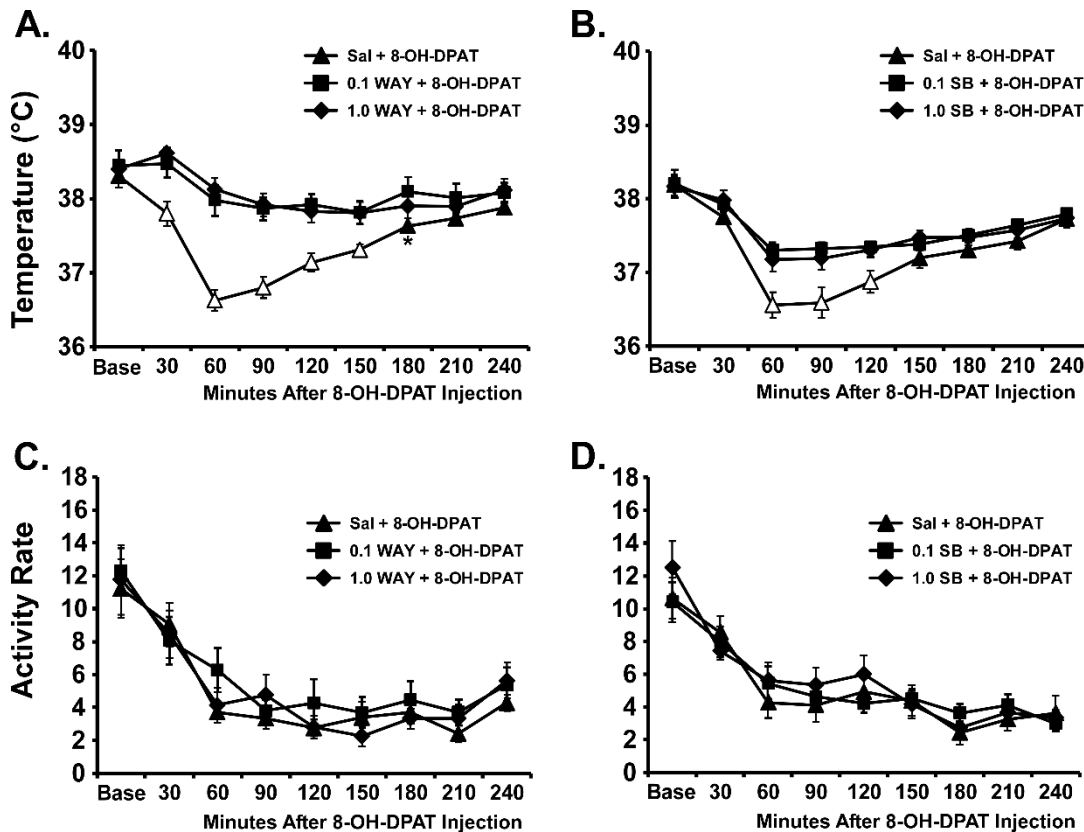 A.
Sal + 8-OH-DPAT
0.1 WAY + 8-OH-DPAT
1.0 WAY + 8-OH-DPAT
Temperature (°C)
40
39
38
37
36
*
Base 30 60 90 120 150 180 210 240
Minutes After 8-OH-DPAT Injection
B.
Sal + 8-OH-DPAT
0.1 SB + 8-OH-DPAT
1.0 SB + 8-OH-DPAT
40
39
38
37
36
Base 30 60 90 120 150 180 210 240
Minutes After 8-OH-DPAT Injection
C.
Sal + 8-OH-DPAT
0.1 WAY + 8-OH-DPAT
1.0 WAY + 8-OH-DPAT
Activity Rate
18
16
14
12
10
8
6
4
2
0
Base 30 60 90 120 150 180 210 240
Minutes After 8-OH-DPAT Injection
D.
Sal + 8-OH-DPAT
0.1 SB + 8-OH-DPAT
1.0 SB + 8-OH-DPAT
18
16
14
12
10
8
6
4
2
0
Base 30 60 90 120 150 180 210 240
Minutes After 8-OH-DPAT Injection